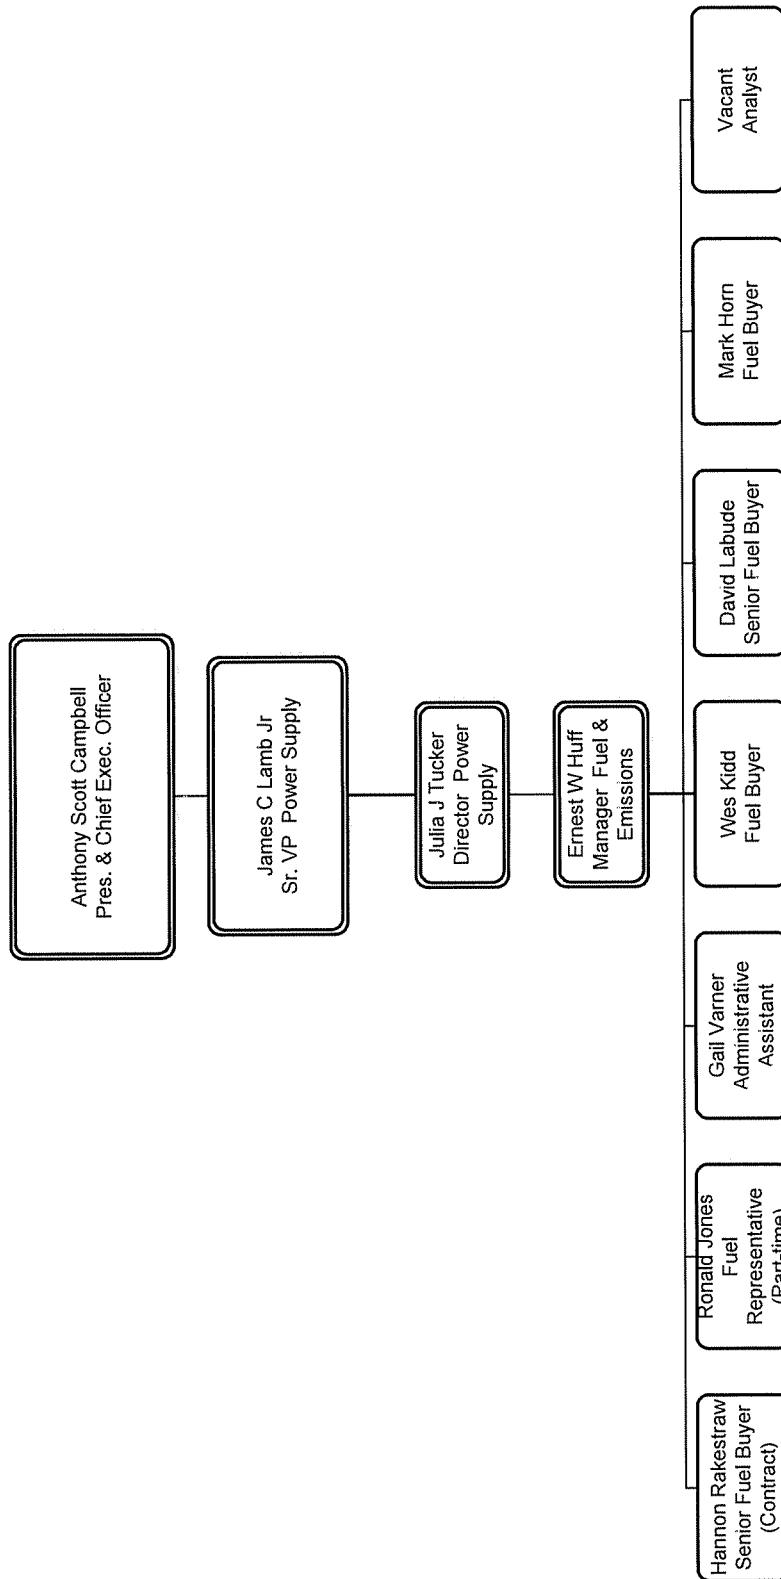 Anthony Scott Campbell
Pres. & Chief Exec. Officer
James C Lamb Jr
Sr. VP Power Supply
Julia J Tucker
Director Power
Supply
Ernest W Huff
Manager Fuel &
Emissions
Hannon Rakestraw
Senior Fuel Buyer
(Contract)
Ronald Jones
Fuel
Representative
(Part-time)
Gail Varner
Administrative
Assistant
Wes Kidd
Fuel Buyer
David Labude
Senior Fuel Buyer
Mark Horn
Fuel Buyer
Vacant
Analyst